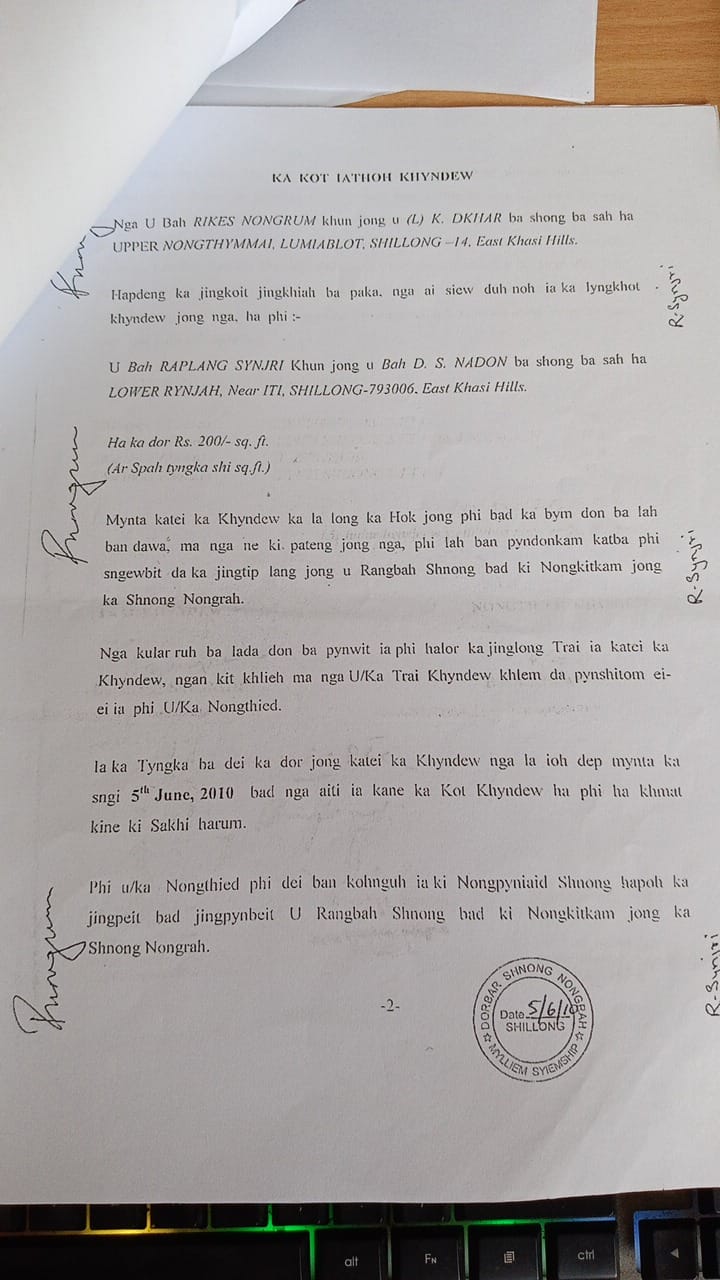 KA KOT IATHOH KHYNDEW
Nga U Bah RIKES NONGRUM khun jong u (L) K. DKHAR ba shong ba sah ha
UPPER NONGTHYMMAI, LUMIABLOT, SHILLONG –14, East Khasi Hills.
Hapdeng ka jingkoit jingkhiah ba paka, nga ai siew duh noh ia ka lyngkhot
khyndew jong nga, ha phi :-
U Bah RAPLANG SYNJRI Khun jong u Bah D. S. NADON ba shong ba sah ha
LOWER RYNJAH, Near ITI, SHILLONG-793006. East Khasi Hills.
Ha ka dor Rs. 200/- sq. ft.
(Ar Spah tyngka shi sq.ft.)
Mynta katei ka Khyndew ka la long ka Hok jong phi bad ka bym don ba lah
ban dawa, ma nga ne ki pateng jong nga, phi lah ban pyndonkam katba phi
sngewbit da ka jingtip lang jong u Rangbah Shnong bad ki Nongkitkam jong
ka Shnong Nongrah.
Nga kular ruh ba lada don ba pynwit ia phi halor ka jinglong Trai ia katei ka
Khyndew, ngan kit khlieh ma nga U/Ka Trai Khyndew khlem da pynshitom ei-
ei ia phi U/Ka Nongthied.
Ia ka Tyngka ba dei ka dor jong katei ka Khyndew nga la ioh dep mynta ka
sngi 5th June, 2010 bad nga aiti ia kane ka Kot Khyndew ha phi ha khmat
kine ki Sakhi harum.
Phi u/ka Nongthied phi dei ban kohnguh ia ki Nongpyniaid Shnong hapoh ka
jingpeit bad jingpynbeit U Rangbah Shnong bad ki Nongkitkam jong ka
Shnong Nongrah.
-2-
DORBAR SHNONG NONGRAH
Date 5/6/10
SHILLONG
MYLLIEM SYIEMSHIP
R. Synjri
R. Synjri
R. Synjri
alt
FN
ctrl